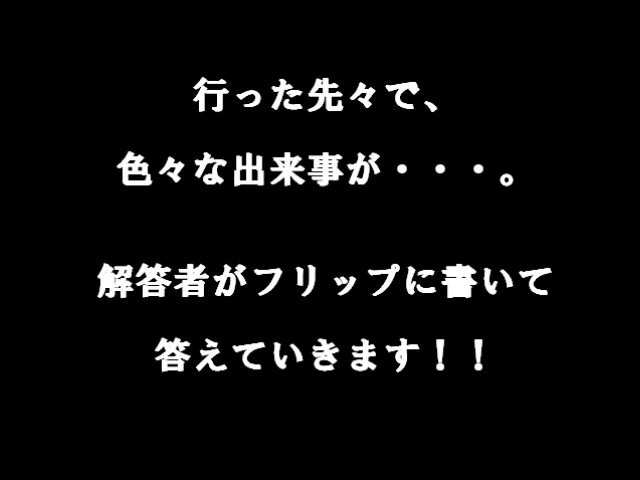 行った先々で、
色々な出来事が・・・。
解答者がフリップに書いて
答えていきます！！